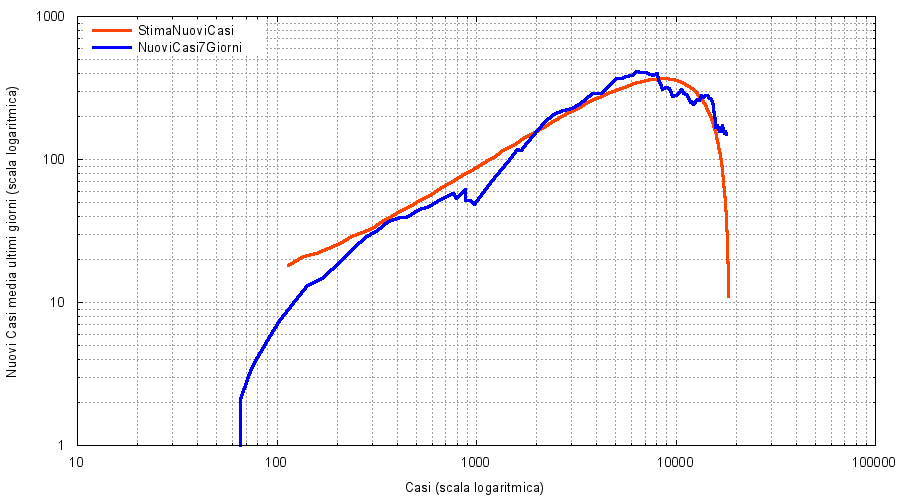 1000
StimaNuoviCasi
NuoviCasi7Giorni
100
10
1
Nuovi Casi media ultimi giorni (scala logaritmica)
10 100 1000 10000 100000
Casi (scala logaritmica)